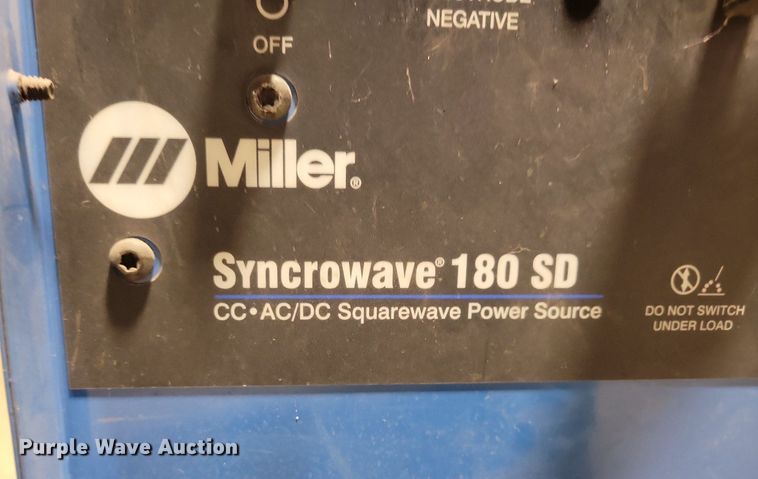 NEGATIVE
OFF
Miller®
Syncrowave® 180 SD
CC•AC/DC Squarewave Power Source
DO NOT SWITCH
UNDER LOAD
Purple Wave Auction